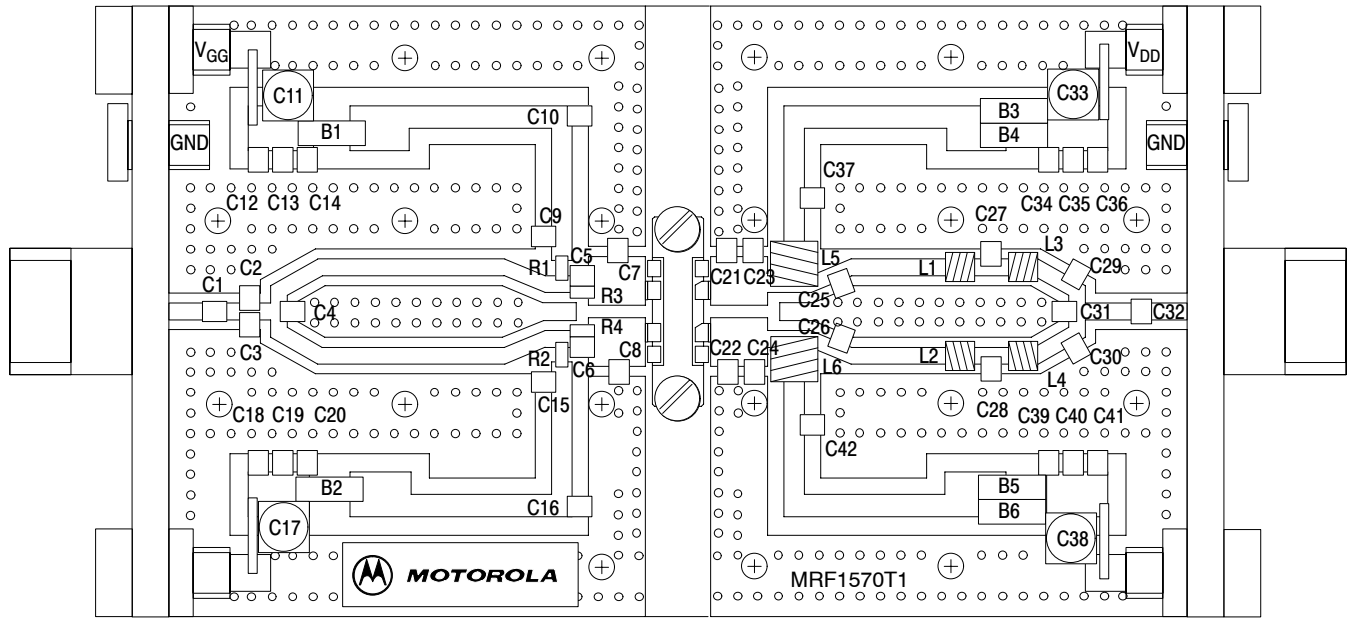 VGG
VDD
C11
C33
B1
C10
B3
B4
GND
GND
C37
C12 C13 C14
C9
C27
C34 C35 C36
L3
C2
R1
C5
C7
C21 C23
L5
L1
C29
C1
R3
C25
C4
C31
C32
R4
C26
C3
R2
C8
C22 C24
L2
C30
C6
L6
L4
C15
C28
C18 C19 C20
C39 C40 C41
C42
B2
B5
C16
B6
C17
C38
MOTOROLA
MRF1570T1